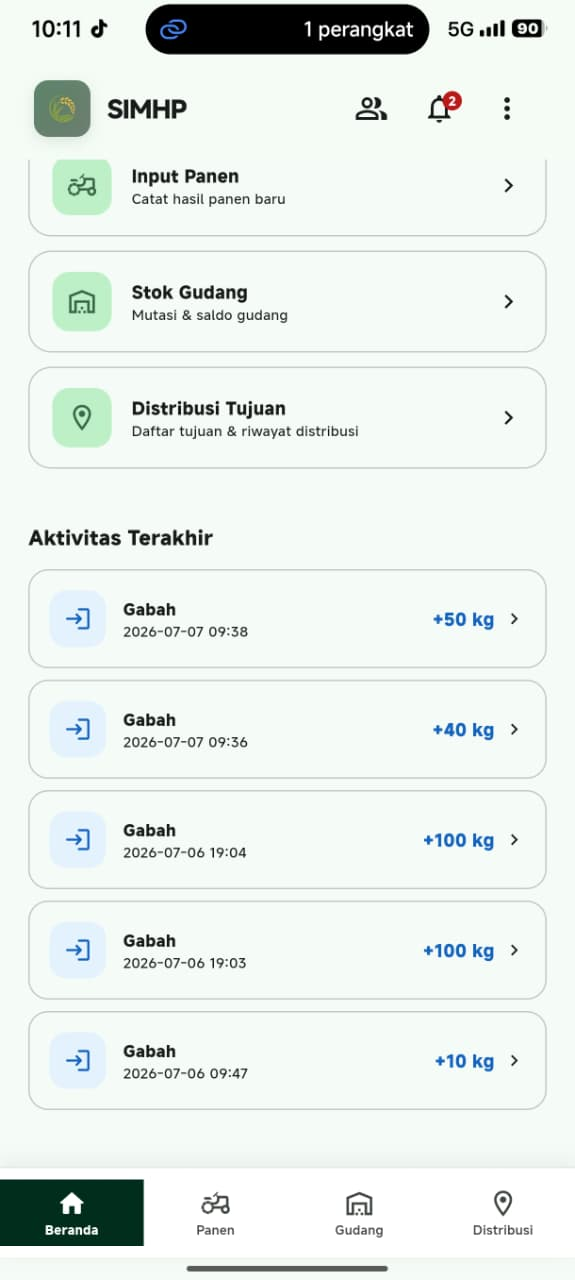 10:11
1 perangkat
5G
90
SIMHP
2
Input Panen
Catat hasil panen baru
Stok Gudang
Mutasi & saldo gudang
Distribusi Tujuan
Daftar tujuan & riwayat distribusi
Aktivitas Terakhir
Gabah
2026-07-07 09:38
+50 kg
Gabah
2026-07-07 09:36
+40 kg
Gabah
2026-07-06 19:04
+100 kg
Gabah
2026-07-06 19:03
+100 kg
Gabah
2026-07-06 09:47
+10 kg
Beranda
Panen
Gudang
Distribusi